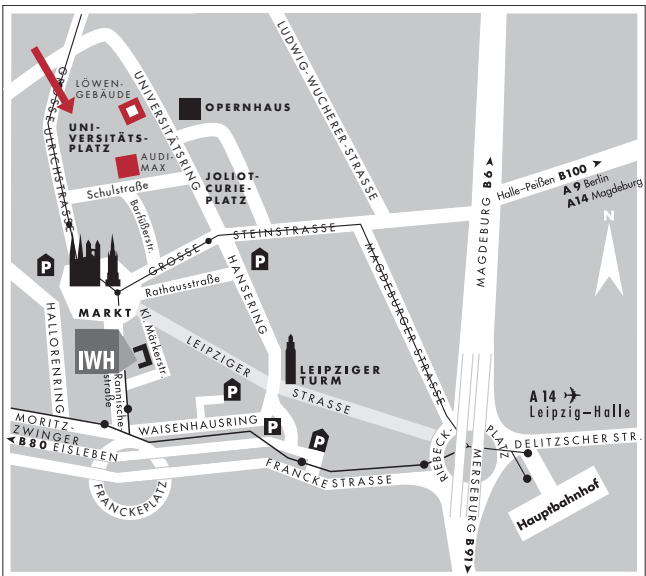 GROSSE ULRICHSTRASSE
LÖWEN-
GEBÄUDE
UNIVERSITÄTSRING
OPERNHAUS
LUDWIG-WUCHERER-STRASSE
UNI-
VERSITÄTS-
PLATZ
AUDI-
MAX
JOLIOT-
CURIE-
PLATZ
Schulstraße
Barfüßerstr.
MAGDEBURG B6
Halle–Peißen B100
A 9 Berlin
A14 Magdeburg
N
GROSSE STEINSTRASSE
P
P
Rathausstraße
HANSERING
MAGDEBURGER STRASSE
MARKT
HALLORENRING
IWH
Kl. Märkerstr.
Rannische
straße
LEIPZIGER STRASSE
LEIPZIGER
TURM
P
P
P
A 14
Leipzig–Halle
MORITZ-
ZWINGER
WAISENHAUSRING
B80 EISLEBEN
FRANCKEPLATZ
FRANCKESTRASSE
RIEBECK-
PLATZ
DELITZSCHER STR.
MERSEBURG B91
Hauptbahnhof